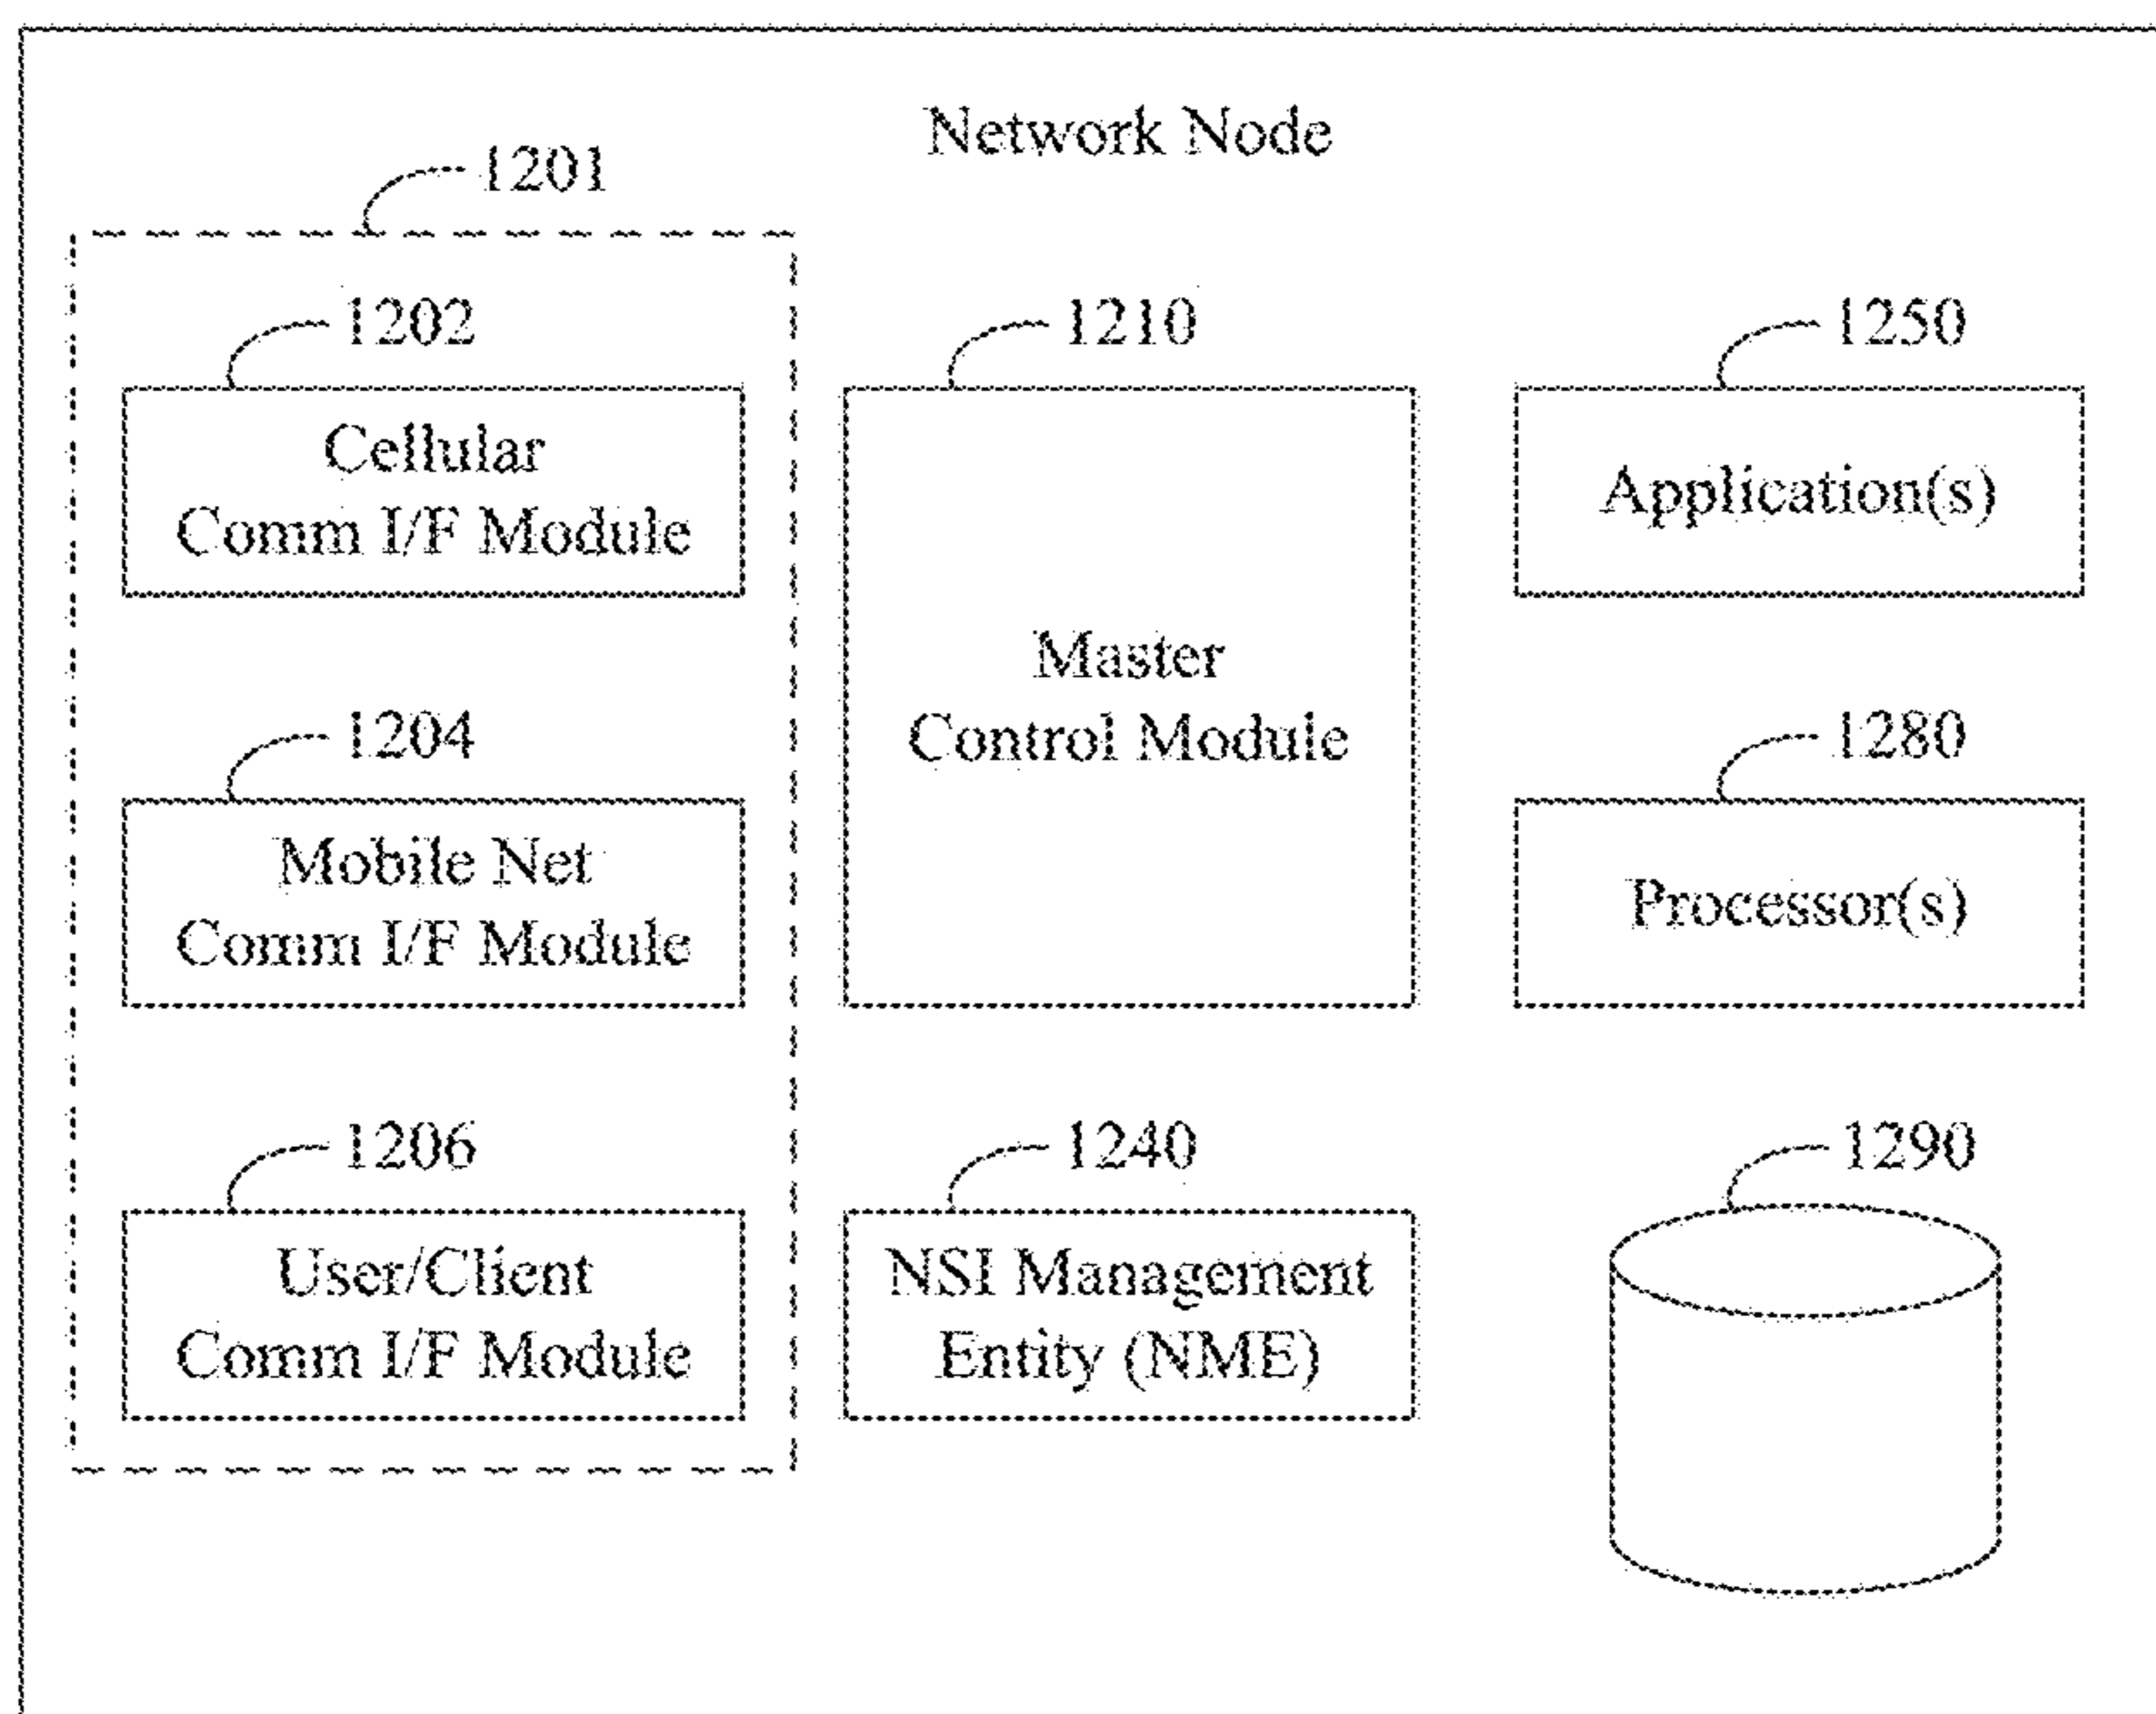 Network Node
1201
1202
Cellular
Comm I/F Module
1204
Mobile Net
Comm I/F Module
1206
User/Client
Comm I/F Module
1210
Master
Control Module
1240
NSI Management
Entity (NME)
1250
Application(s)
1280
Processor(s)
1290